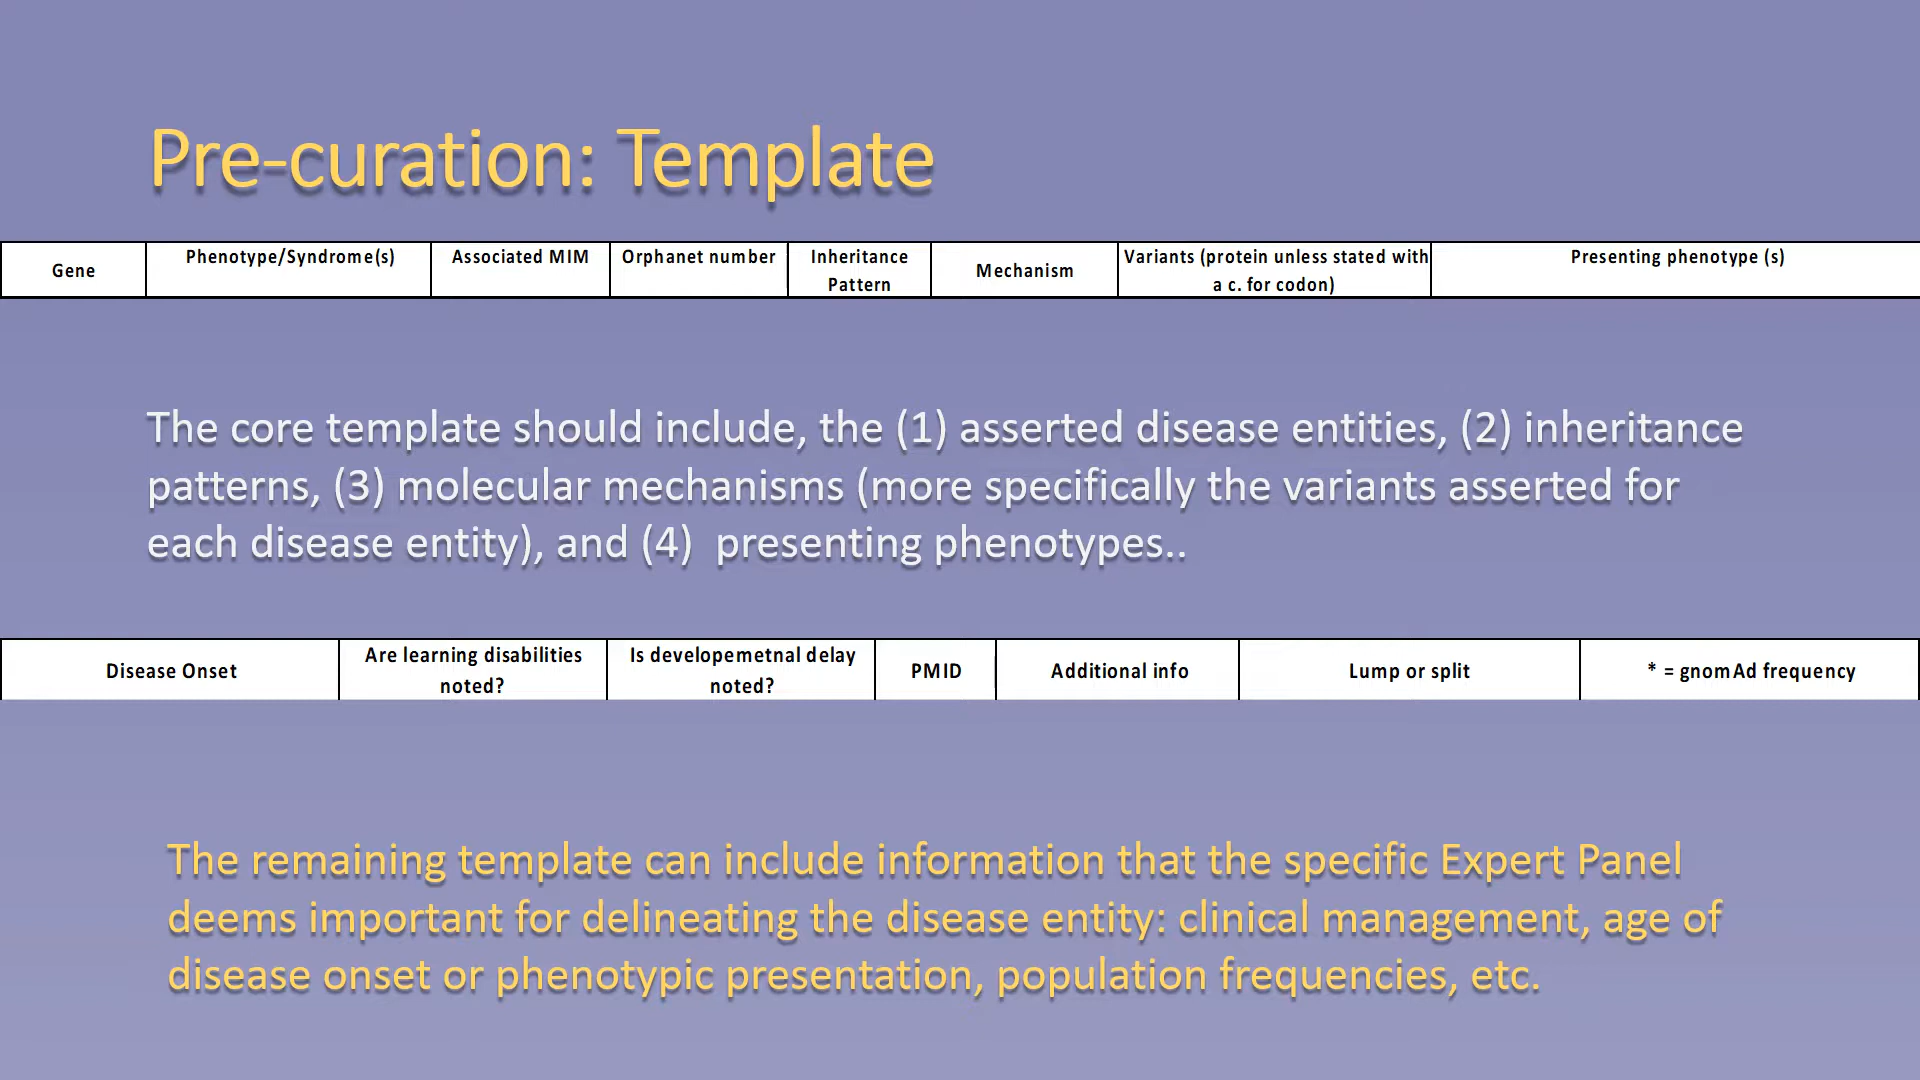 Pre-curation: Template
Gene
Phenotype/Syndrome(s)
Associated MIM
Orphanet number
Inheritance
Pattern
Mechanism
Variants (protein unless stated with
a c. for codon)
Presenting phenotype (s)
The core template should include, the (1) asserted disease entities, (2) inheritance
patterns, (3) molecular mechanisms (more specifically the variants asserted for
each disease entity), and (4) presenting phenotypes..
Disease Onset
Are learning disabilities
noted?
Is developemetnal delay
noted?
PMID
Additional info
Lump or split
* = gnomAd frequency
The remaining template can include information that the specific Expert Panel
deems important for delineating the disease entity: clinical management, age of
disease onset or phenotypic presentation, population frequencies, etc.